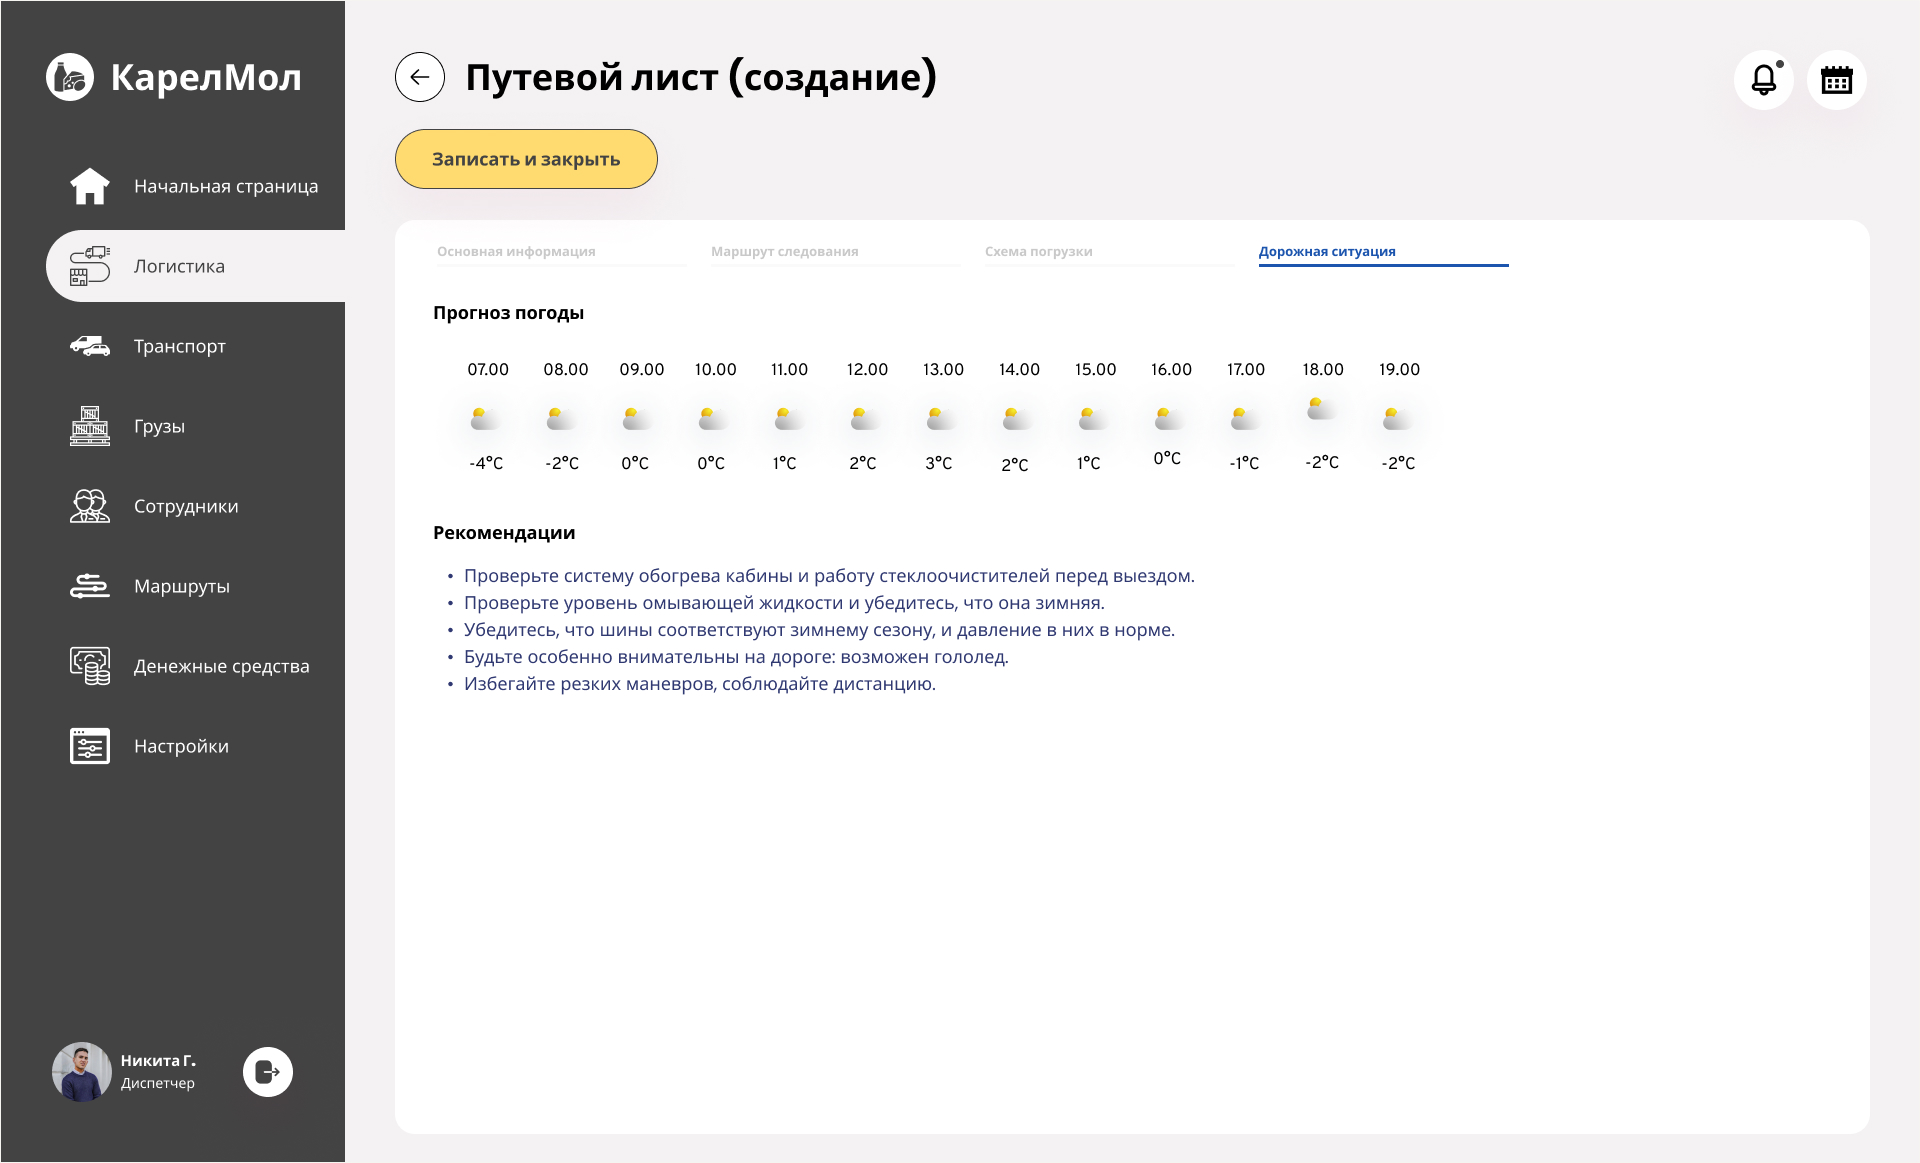 КарелМол
Путевой лист (создание)
Записать и закрыть
Начальная страница
Логистика
Транспорт
Грузы
Сотрудники
Маршруты
Денежные средства
Настройки
Никита Г.
Диспетчер
Основная информация Маршрут следования Схема погрузки Дорожная ситуация
Прогноз погоды
07.00 08.00 09.00 10.00 11.00 12.00 13.00 14.00 15.00 16.00 17.00 18.00 19.00
-4°C -2°C 0°C 0°C 1°C 2°C 3°C 2°C 1°C 0°C -1°C -2°C -2°C
Рекомендации
• Проверьте систему обогрева кабины и работу стеклоочистителей перед выездом.
• Проверьте уровень омывающей жидкости и убедитесь, что она зимняя.
• Убедитесь, что шины соответствуют зимнему сезону, и давление в них в норме.
• Будьте особенно внимательны на дороге: возможен гололед.
• Избегайте резких маневров, соблюдайте дистанцию.